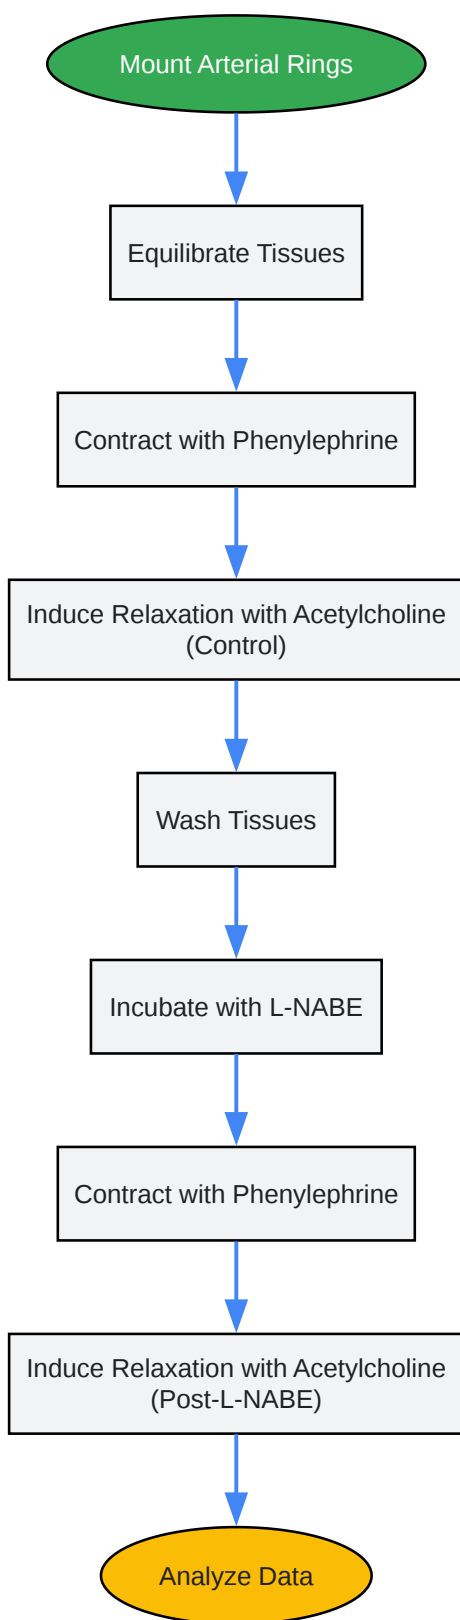 Mount Arterial Rings
Equilibrate Tissues
Contract with Phenylephrine
Induce Relaxation with Acetylcholine
(Control)
Wash Tissues
Incubate with L-NABE
Contract with Phenylephrine
Induce Relaxation with Acetylcholine
(Post-L-NABE)
Analyze Data